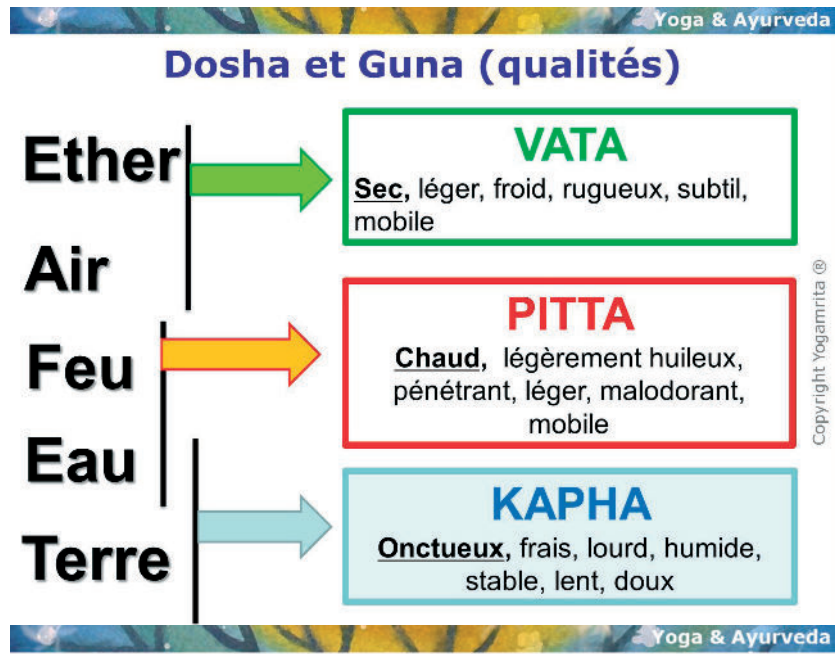 Yoga & Ayurveda
Dosha et Guna (qualités)
Ether
Air
Feu
Eau
Terre
VATA
Sec, léger, froid, rugueux, subtil,
mobile
PITTA
Chaud, légèrement huileux,
pénétrant, léger, malodorant,
mobile
KAPHA
Onctueux, frais, lourd, humide,
stable, lent, doux
Copyright Yogamrita ®
Yoga & Ayurveda